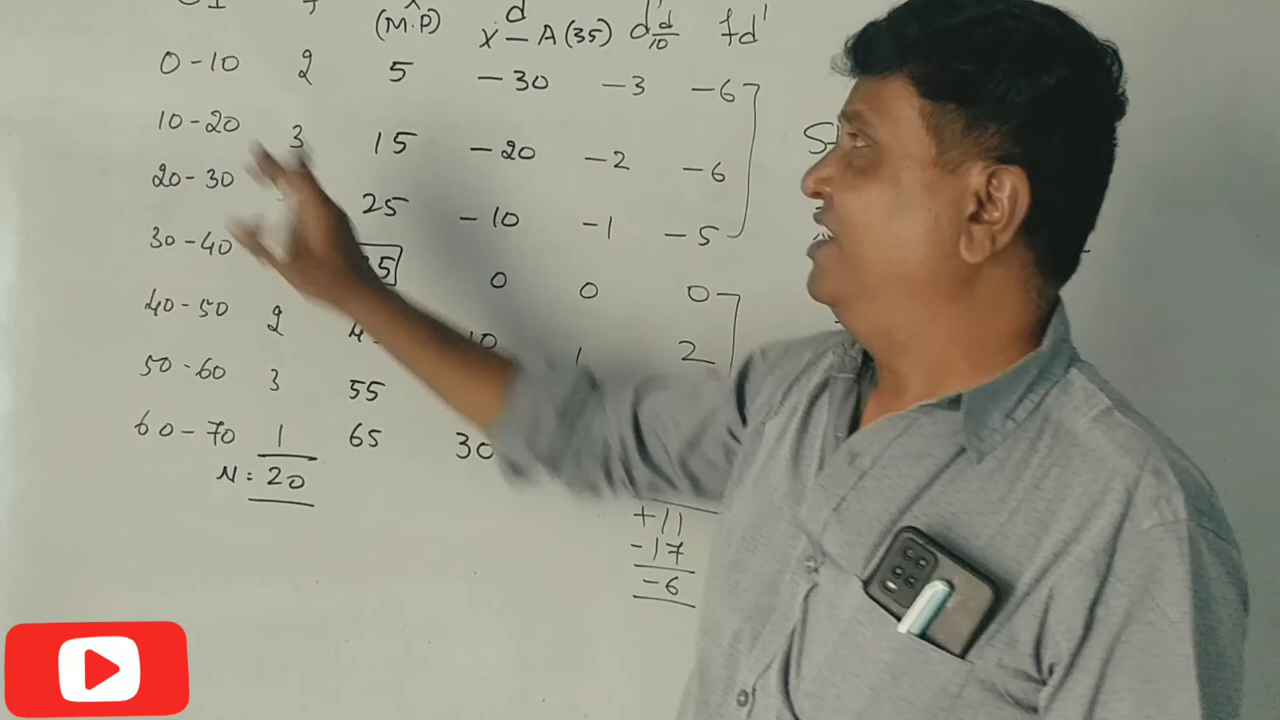 (M.P) d
X - A (35) d' d/10 fd'
0-10 2 5 -30 -3 -6
10-20 3 15 -20 -2 -6
20-30 25 -10 -1 -5
30-40 5 0 0 0
40-50 2 10 1 2
50-60 3 55
60-70 1 65 30
N: 20
+11
-17
-6